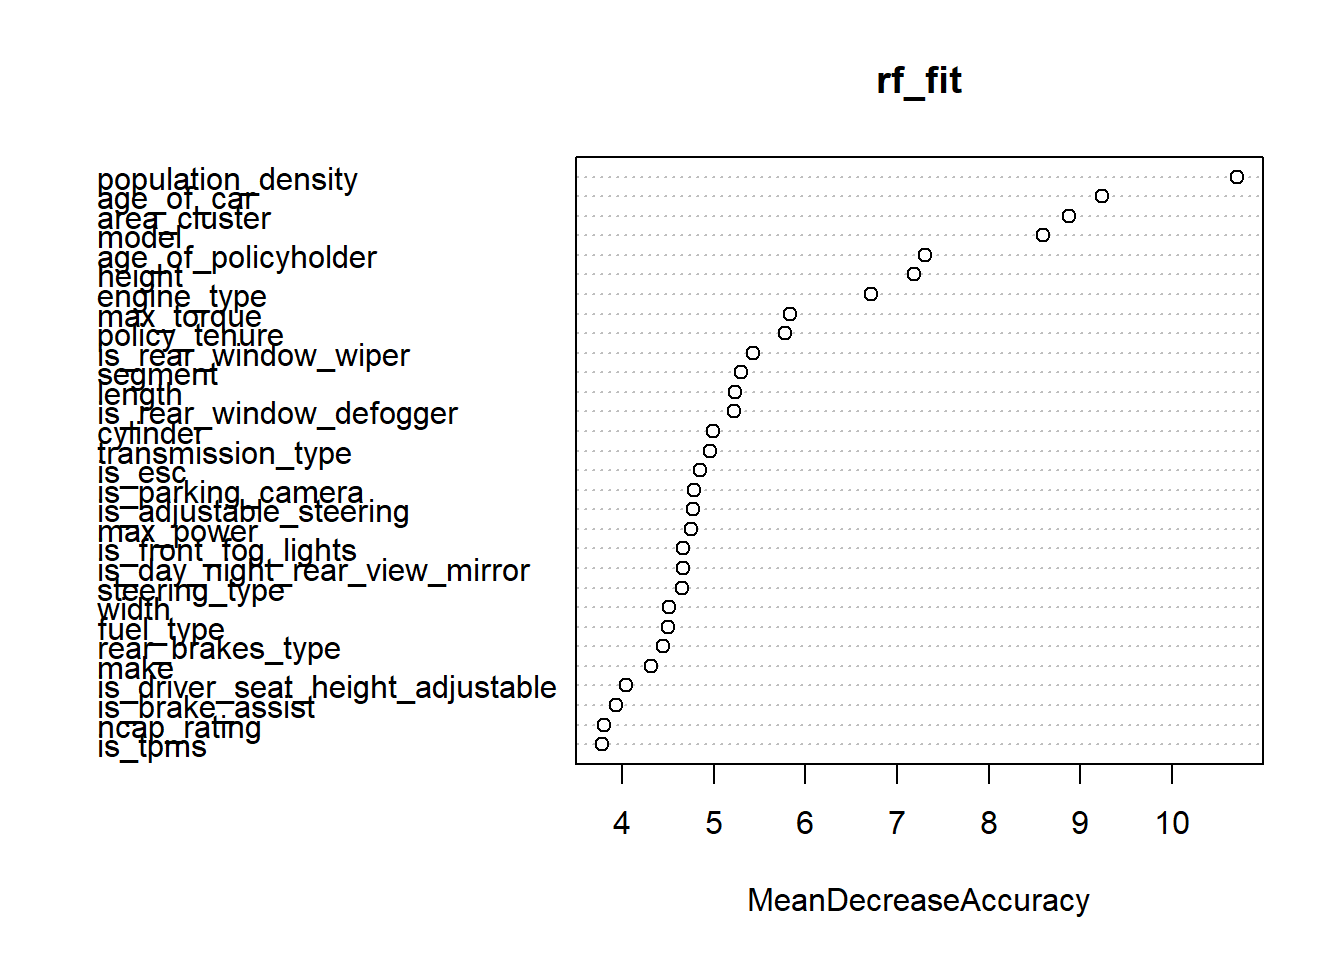 rf_fit
population_density
age_of_car
area_cluster
model
age_of_policyholder
height
engine_type
max_torque
policy_tenure
is_rear_window_wiper
segment
length
is_rear_window_defogger
cylinder
transmission_type
is_esc
is_parking_camera
is_adjustable_steering
max_power
is_front_fog_lights
is_day_night_rear_view_mirror
steering_type
width
fuel_type
rear_brakes_type
make
is_driver_seat_height_adjustable
is_brake_assist
ncap_rating
is_tpms
4 5 6 7 8 9 10
MeanDecreaseAccuracy